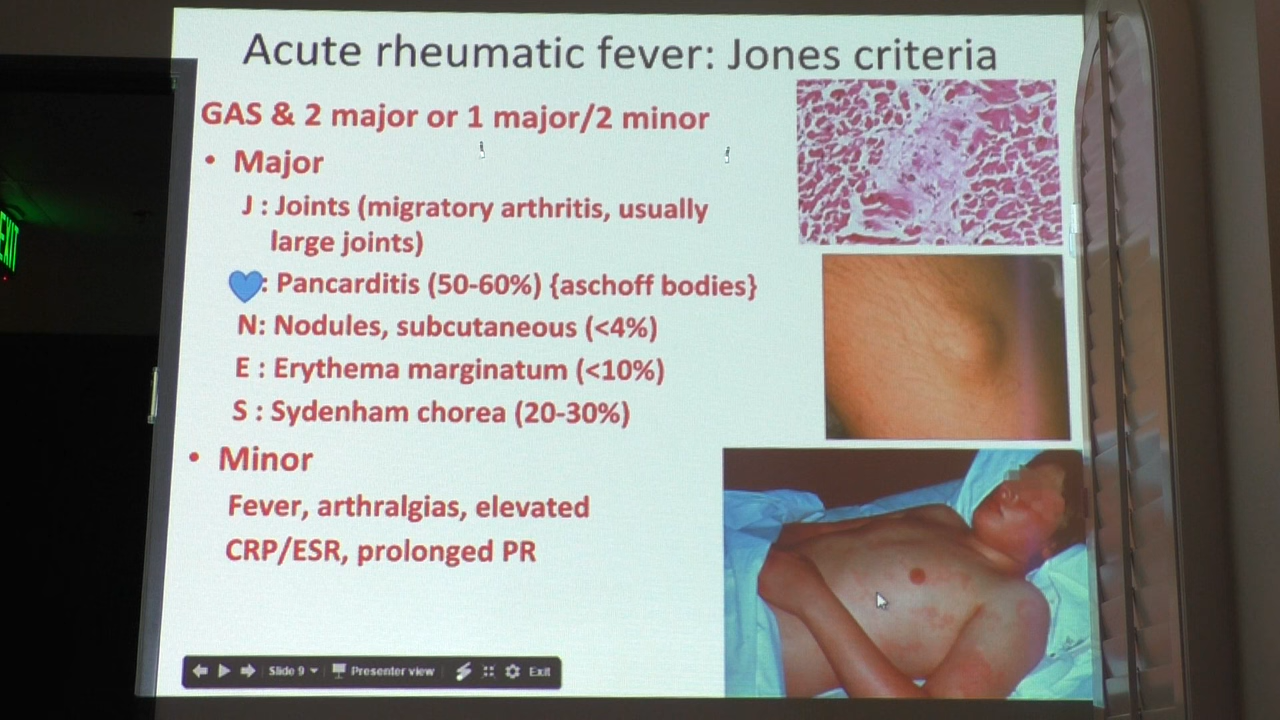 Acute rheumatic fever: Jones criteria
GAS & 2 major or 1 major/2 minor
• Major
J : Joints (migratory arthritis, usually
large joints)
💙: Pancarditis (50-60%) {aschoff bodies}
N: Nodules, subcutaneous (<4%)
E : Erythema marginatum (<10%)
S : Sydenham chorea (20-30%)
• Minor
Fever, arthralgias, elevated
CRP/ESR, prolonged PR
Slide 9 Presenter view Exit
EXIT